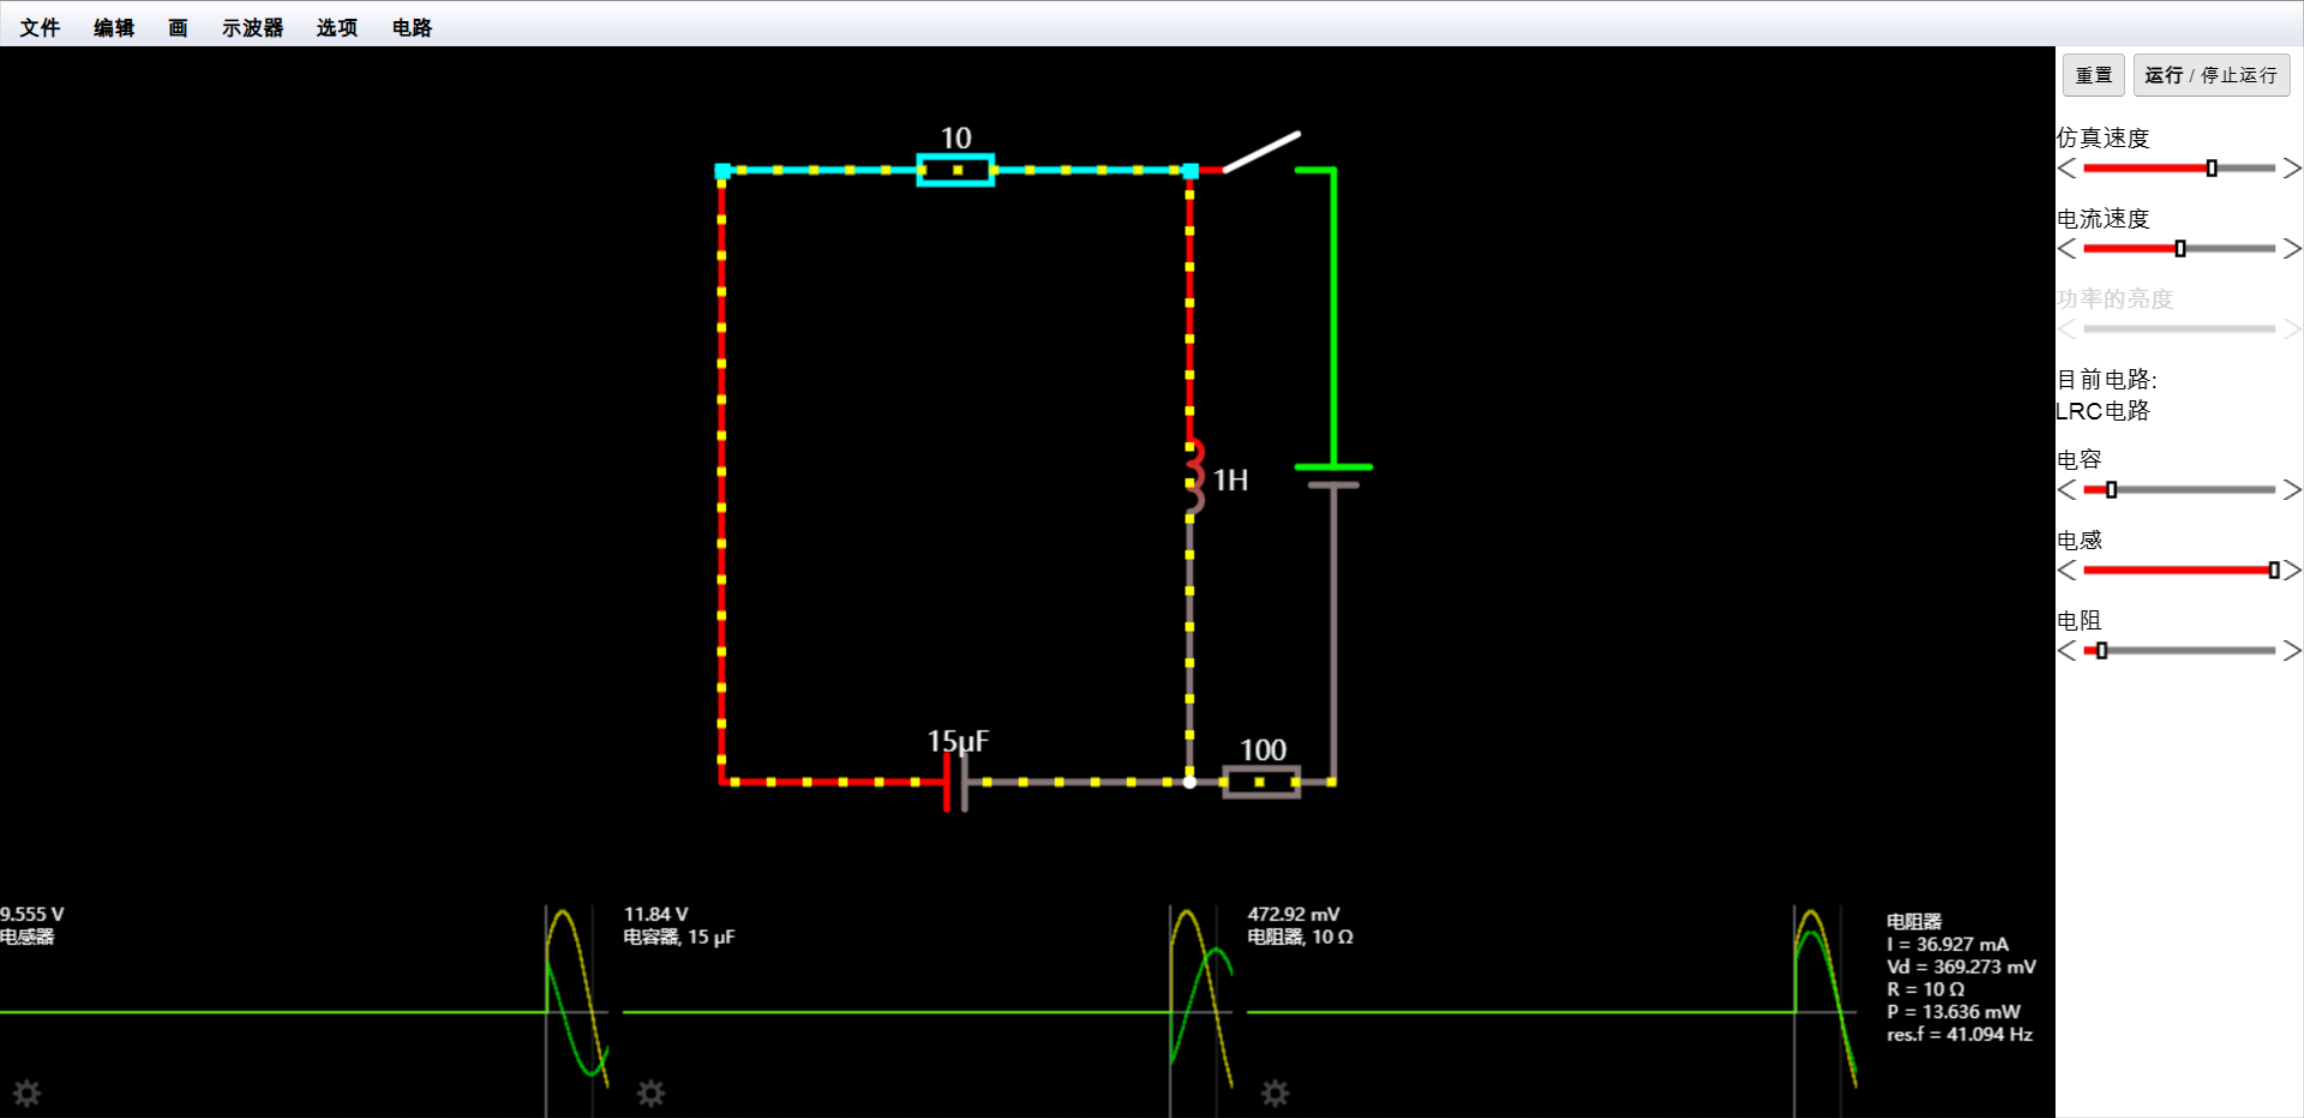 文件 编辑 画 示波器 选项 电路
重置 运行 / 停止运行
仿真速度
电流速度
功率的亮度
目前电路:
LRC电路
电容
电感
电阻
10
1H
15μF
100
9.555 V
电感器
11.84 V
电容器, 15 μF
472.92 mV
电阻器, 10 Ω
电阻器
I = 36.927 mA
Vd = 369.273 mV
R = 10 Ω
P = 13.636 mW
res.f = 41.094 Hz